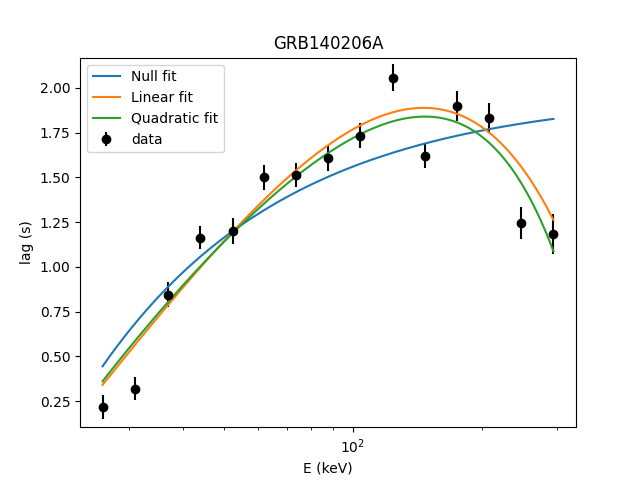 GRB140206A
Null fit
Linear fit
Quadratic fit
data
lag (s)
2.00
1.75
1.50
1.25
1.00
0.75
0.50
0.25
10²
E (keV)